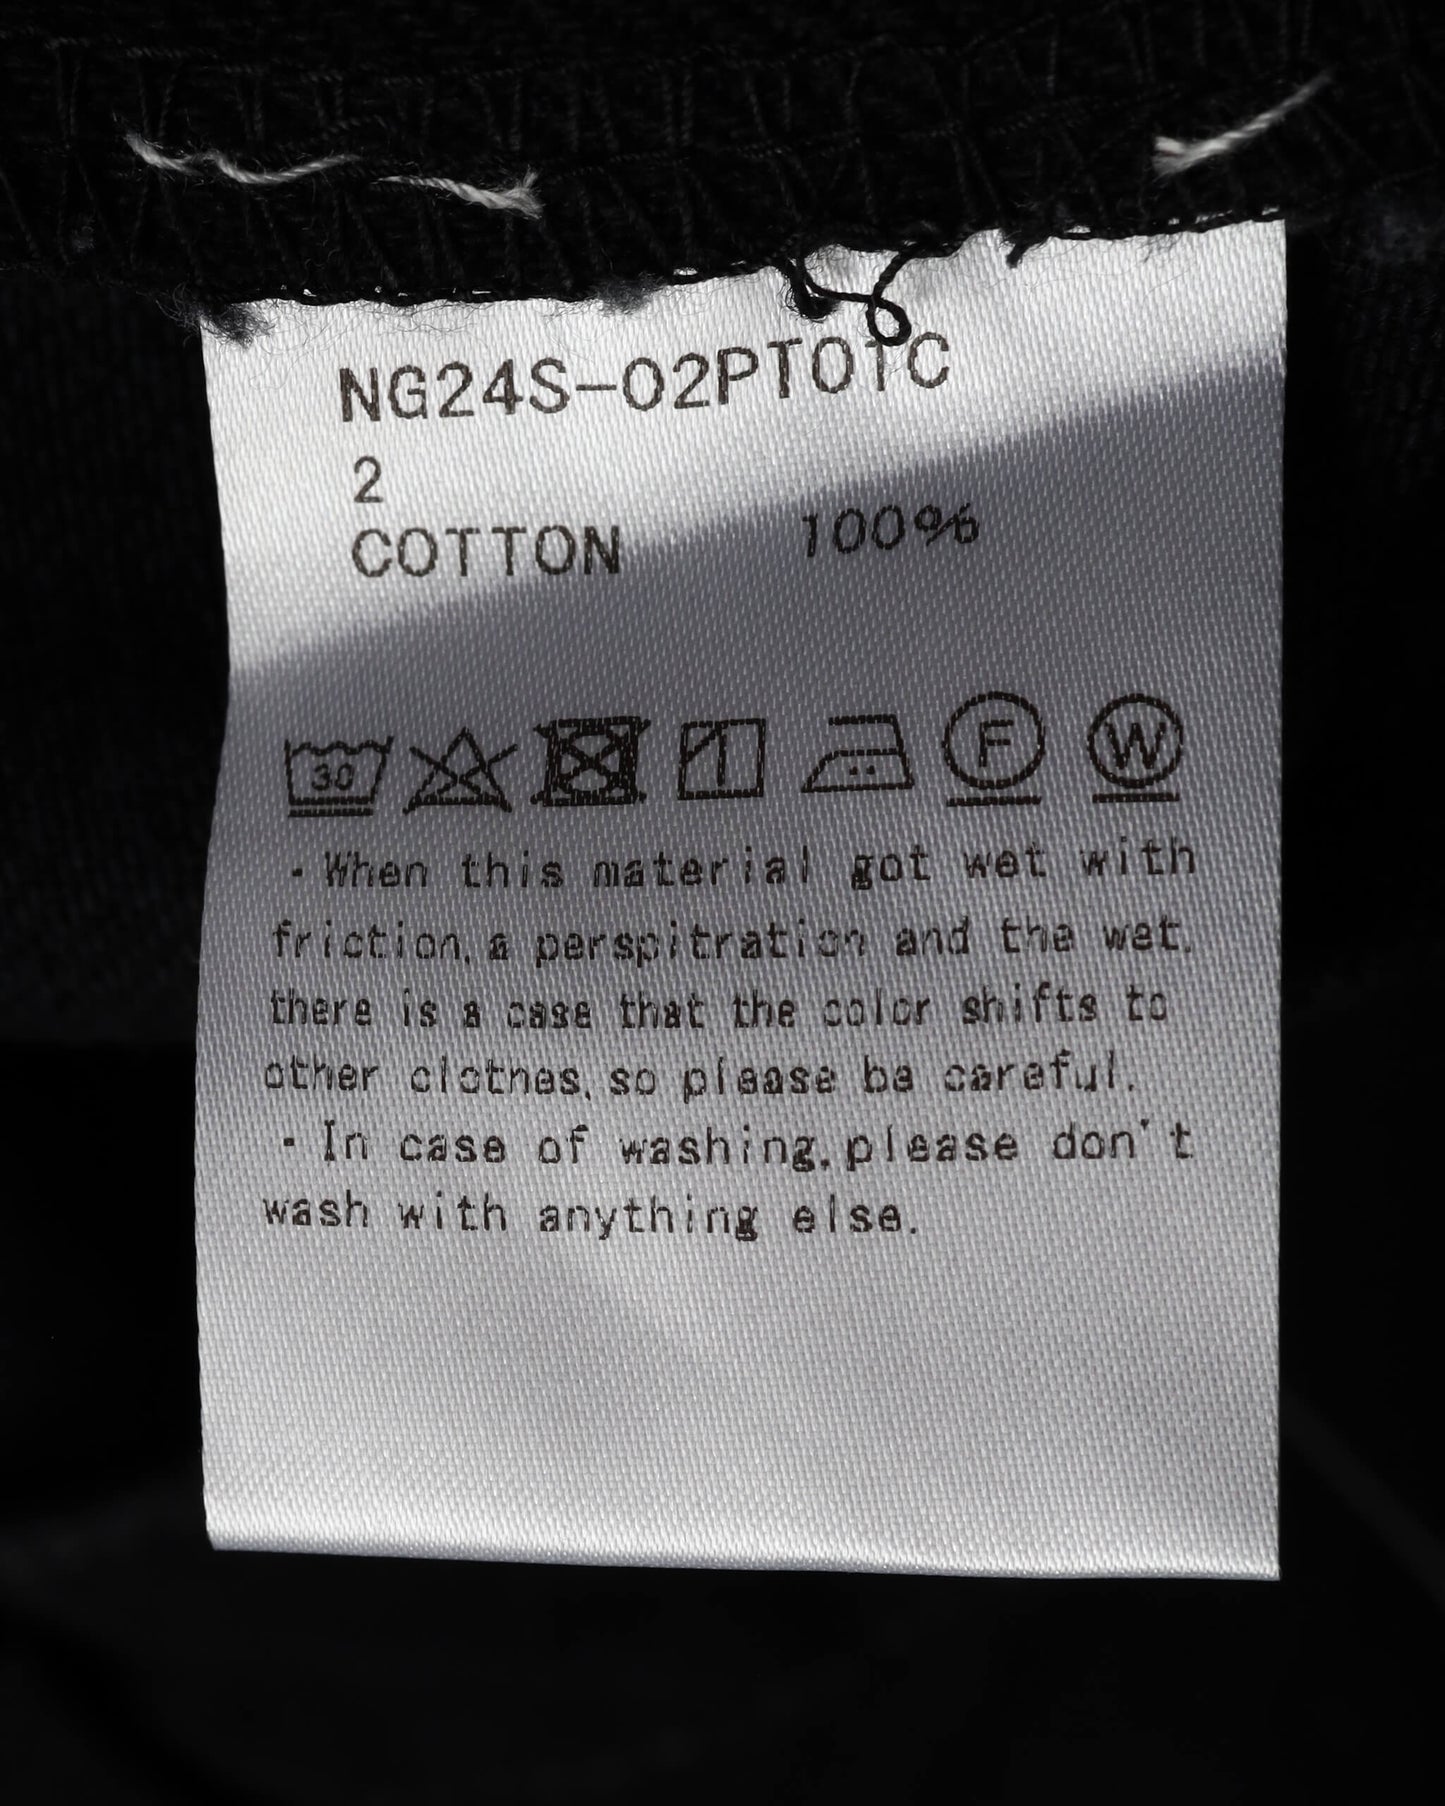 NG24S-02PT01C
2
COTTON 100%
30 F W
・When this material got wet with
friction, a perspitration and the wet,
there is a case that the color shifts to
other clothes, so please be careful.
・In case of washing, please don't
wash with anything else.